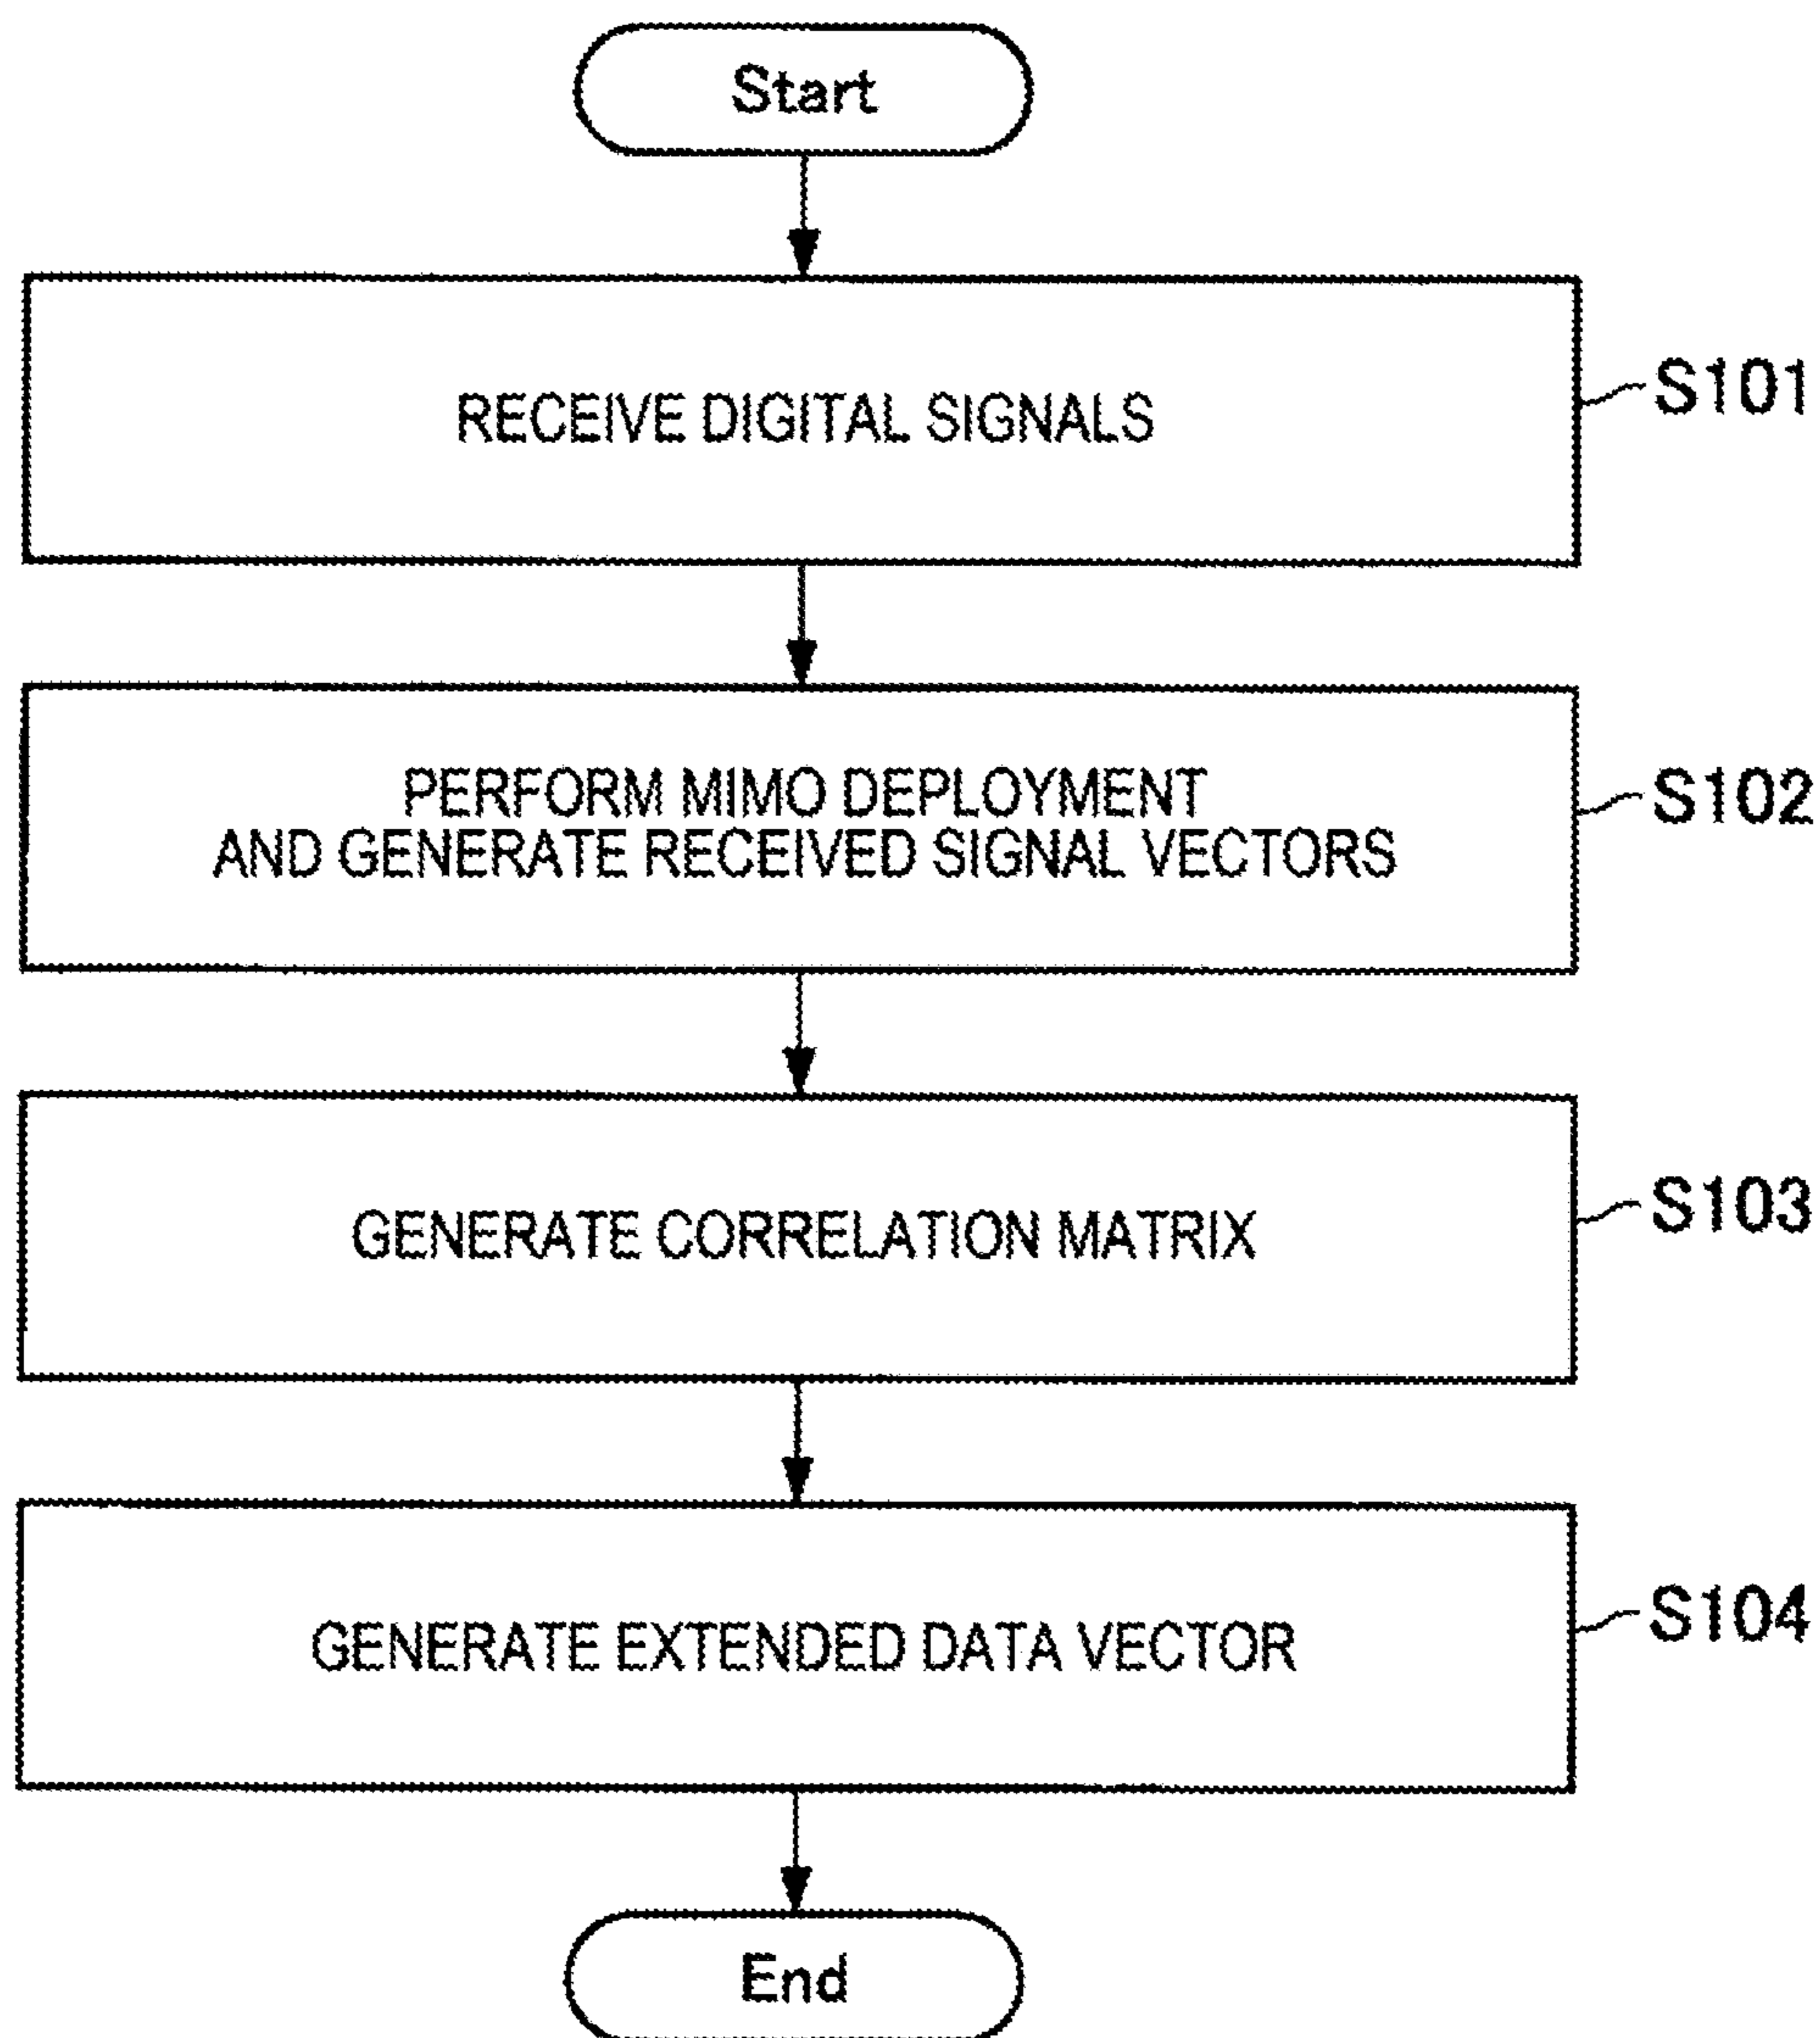 Start
RECEIVE DIGITAL SIGNALS
S101
PERFORM MIMO DEPLOYMENT
AND GENERATE RECEIVED SIGNAL VECTORS
S102
GENERATE CORRELATION MATRIX
S103
GENERATE EXTENDED DATA VECTOR
S104
End